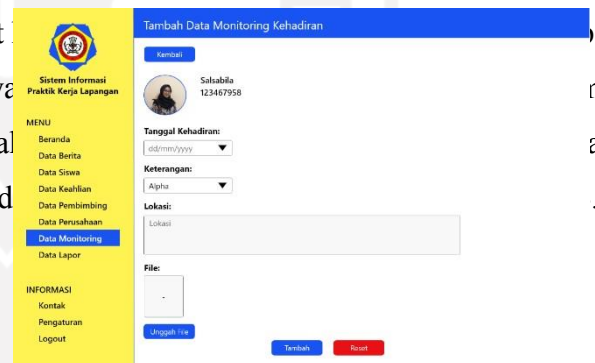 Tambah Data Monitoring Kehadiran
Kembali
Sistem Informasi
Praktik Kerja Lapangan
Salsabila
123467958
MENU
Beranda
Data Berita
Data Siswa
Data Keahlian
Data Pembimbing
Data Perusahaan
Data Monitoring
Data Lapor
INFORMASI
Kontak
Pengaturan
Logout
Tanggal Kehadiran:
dd/mm/yyyy
Keterangan:
Alpha
Lokasi:
Lokasi
File:
-
Unggah File
Tambah
Reset